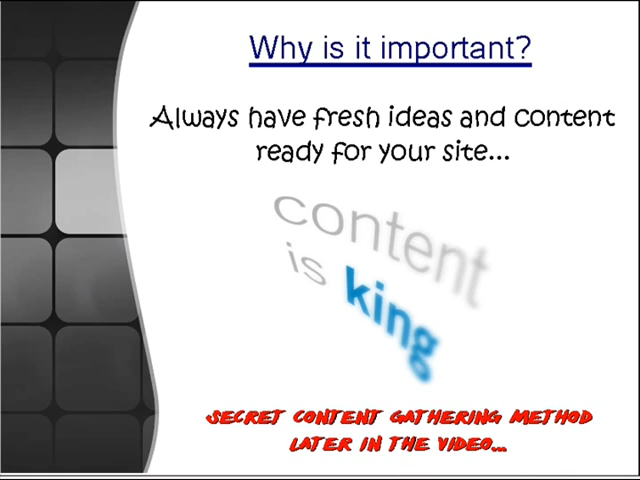 Why is it important?
Always have fresh ideas and content
ready for your site...
content
is king
SECRET CONTENT GATHERING METHOD
LATER IN THE VIDEO...